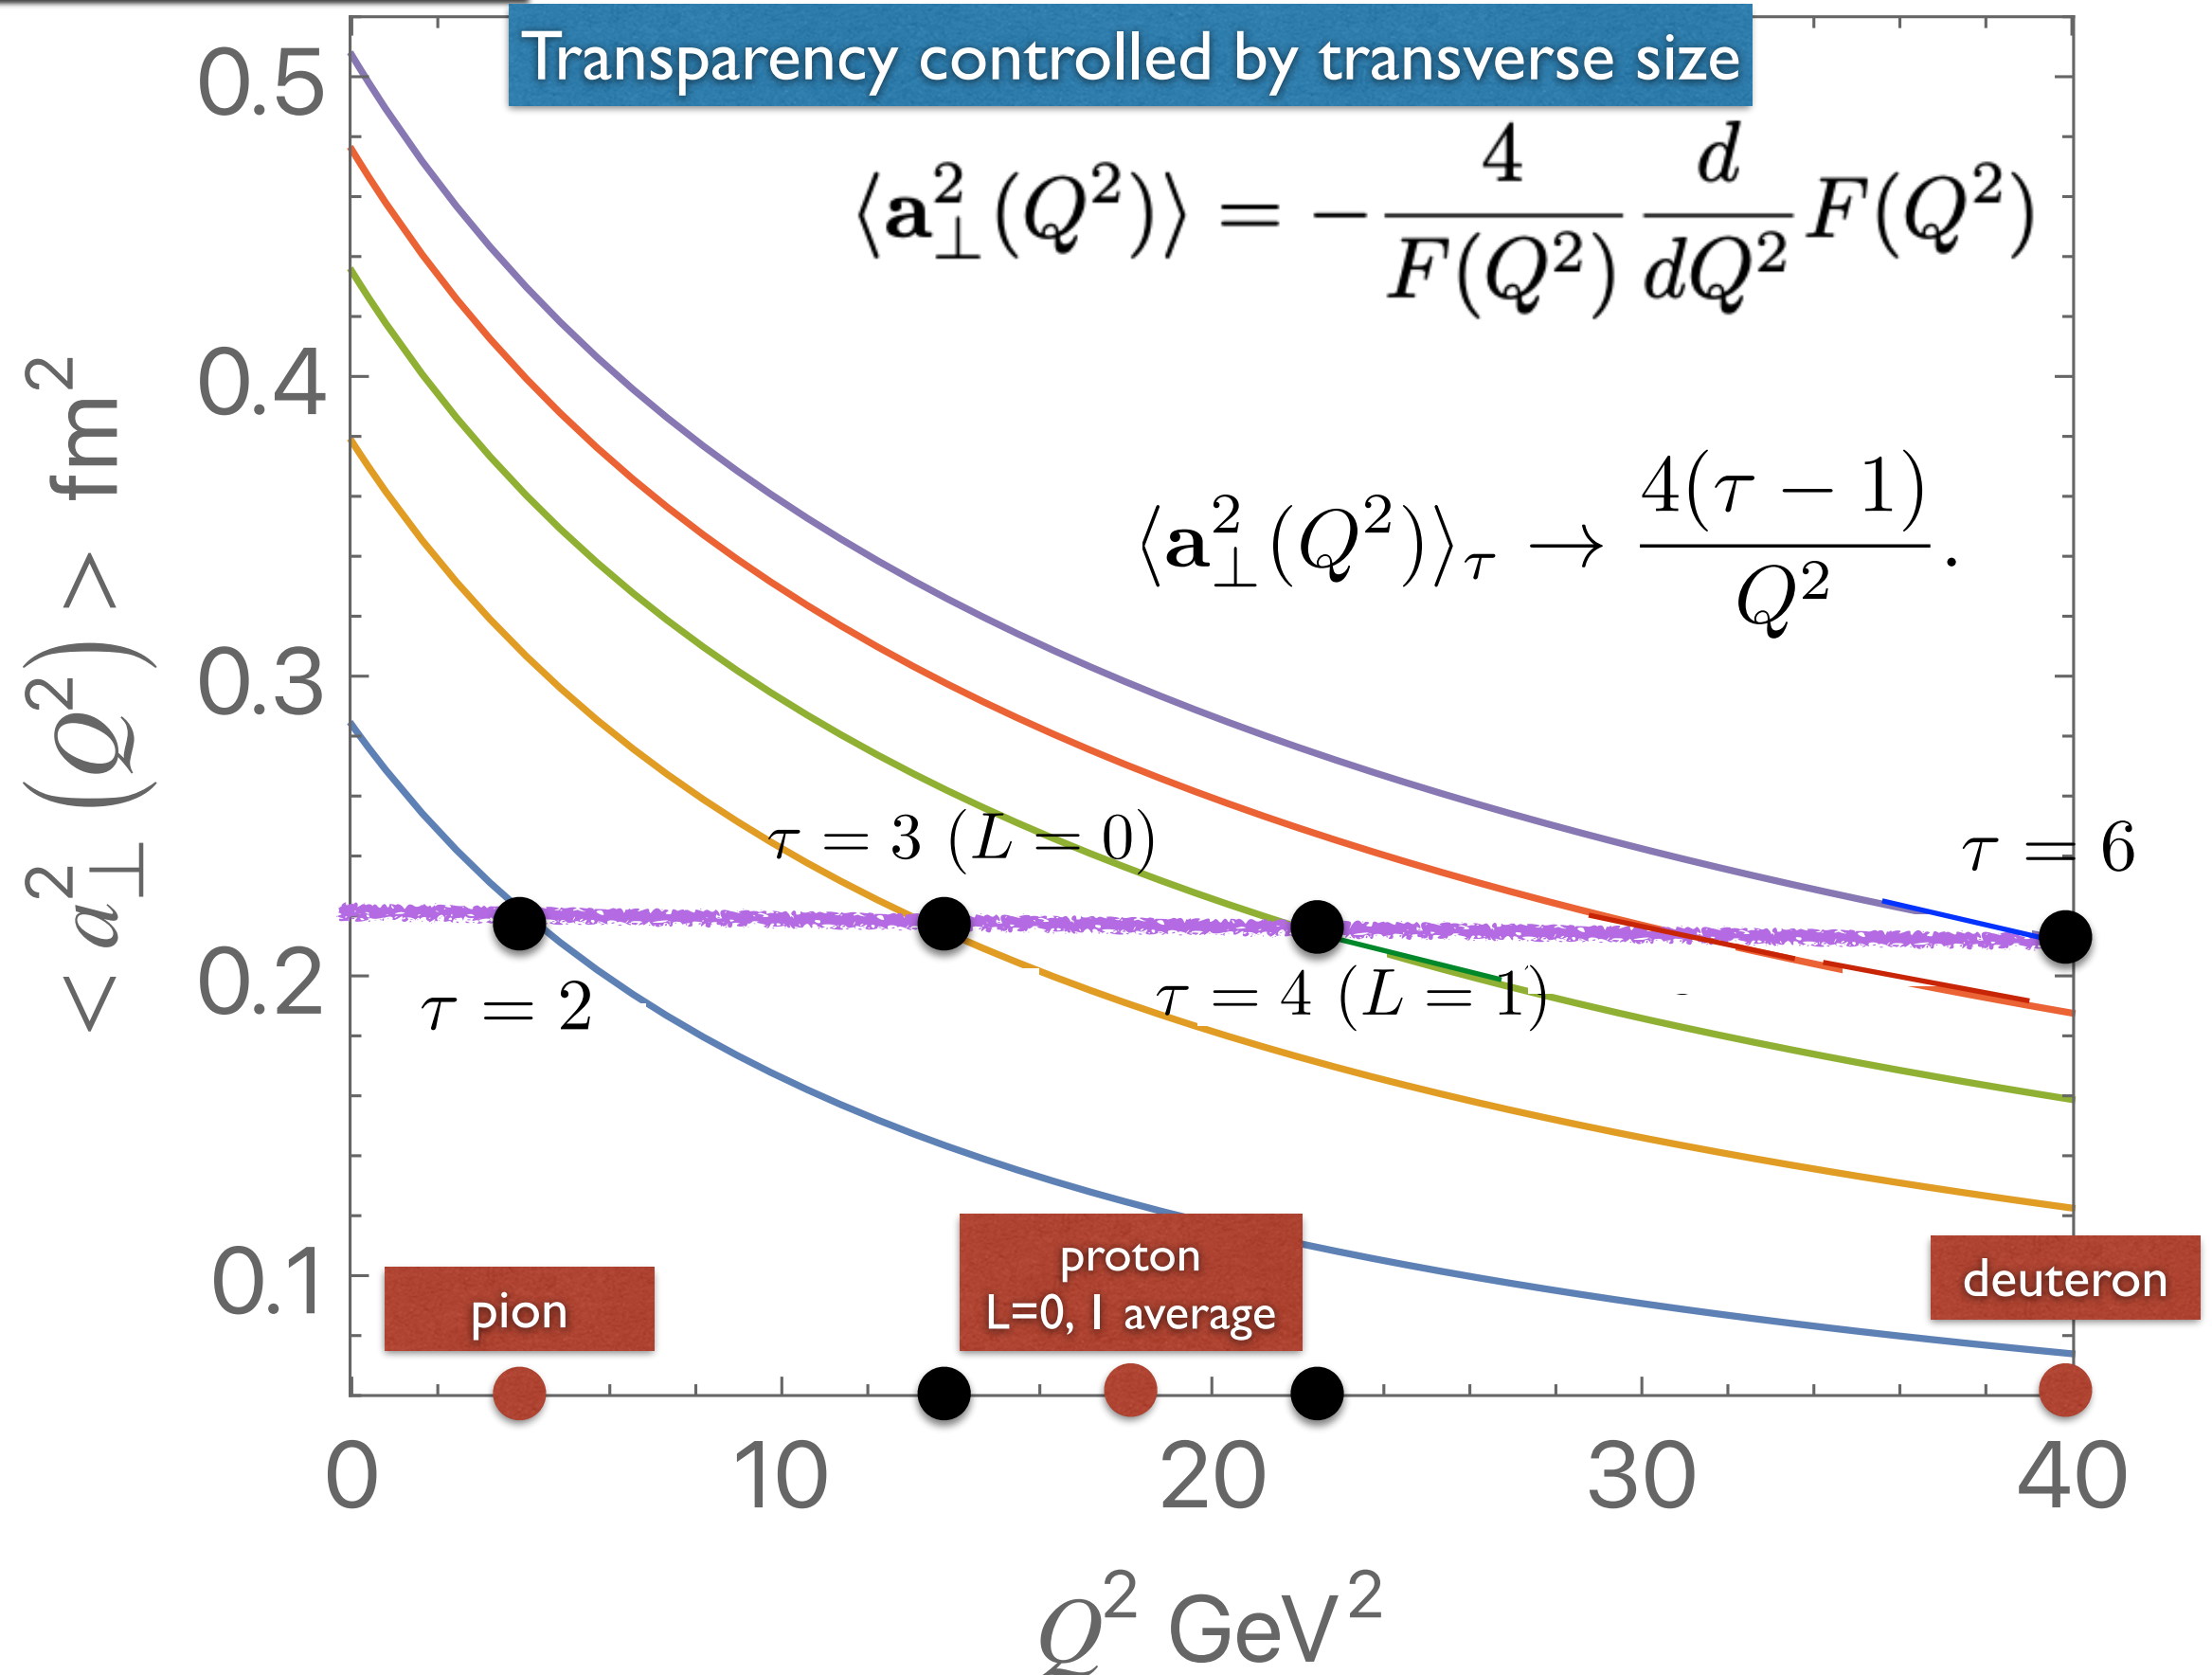 Transparency controlled by transverse size
⟨a²⊥(Q²)⟩ = − 4/F(Q²) d/dQ² F(Q²)
⟨a²⊥(Q²)⟩τ → 4(τ − 1)/Q².
< a²⊥ (Q²) > fm²
0.5
0.4
0.3
0.2
0.1
τ = 3 (L = 0)
τ = 6
τ = 2
τ = 4 (L = 1)
pion
proton
L=0, 1 average
deuteron
0 10 20 30 40
Q² GeV²